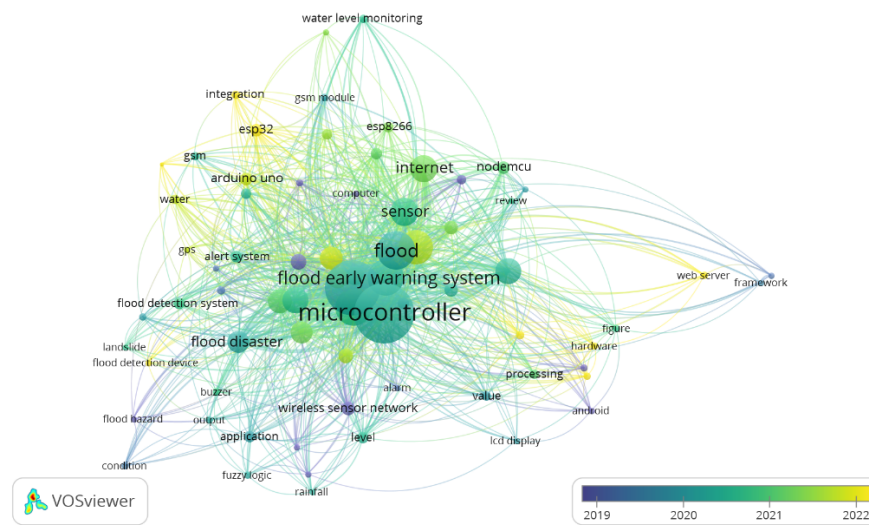 water level monitoring
integration
gsm module
esp32
esp8266
gsm
internet
nodemcu
arduino uno
computer
water
review
sensor
gps
alert system
flood
flood early warning system
web server
framework
flood detection system
microcontroller
figure
landslide
flood disaster
hardware
flood detection device
processing
buzzer
alarm
value
wireless sensor network
android
flood hazard
output
application
level
lcd display
condition
fuzzy logic
rainfall
VOSviewer
2019
2020
2021
2022